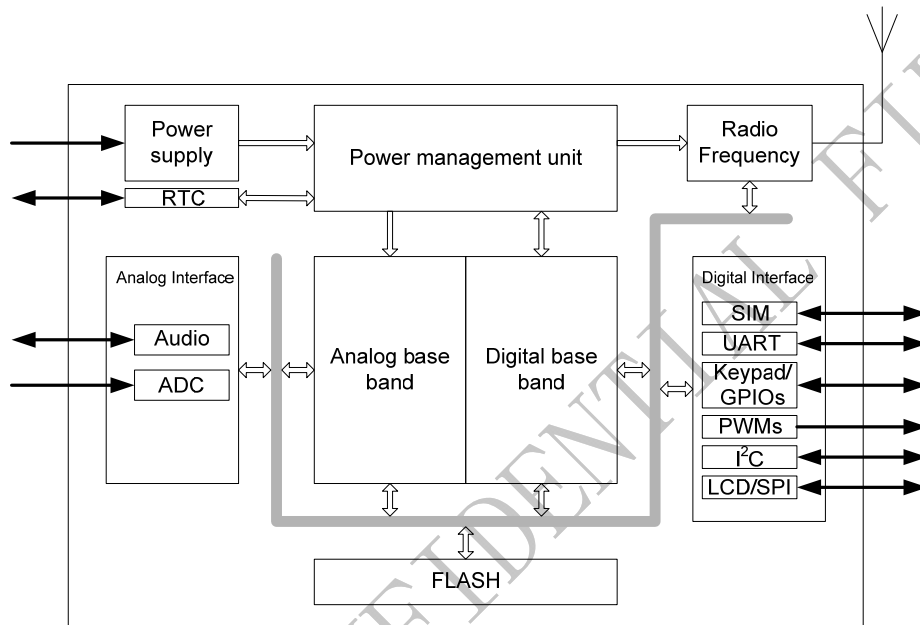 Power
supply
Power management unit
Radio
Frequency
RTC
Analog Interface
Audio
ADC
Analog base
band
Digital base
band
Digital Interface
SIM
UART
Keypad/
GPIOs
PWMs
I²C
LCD/SPI
FLASH